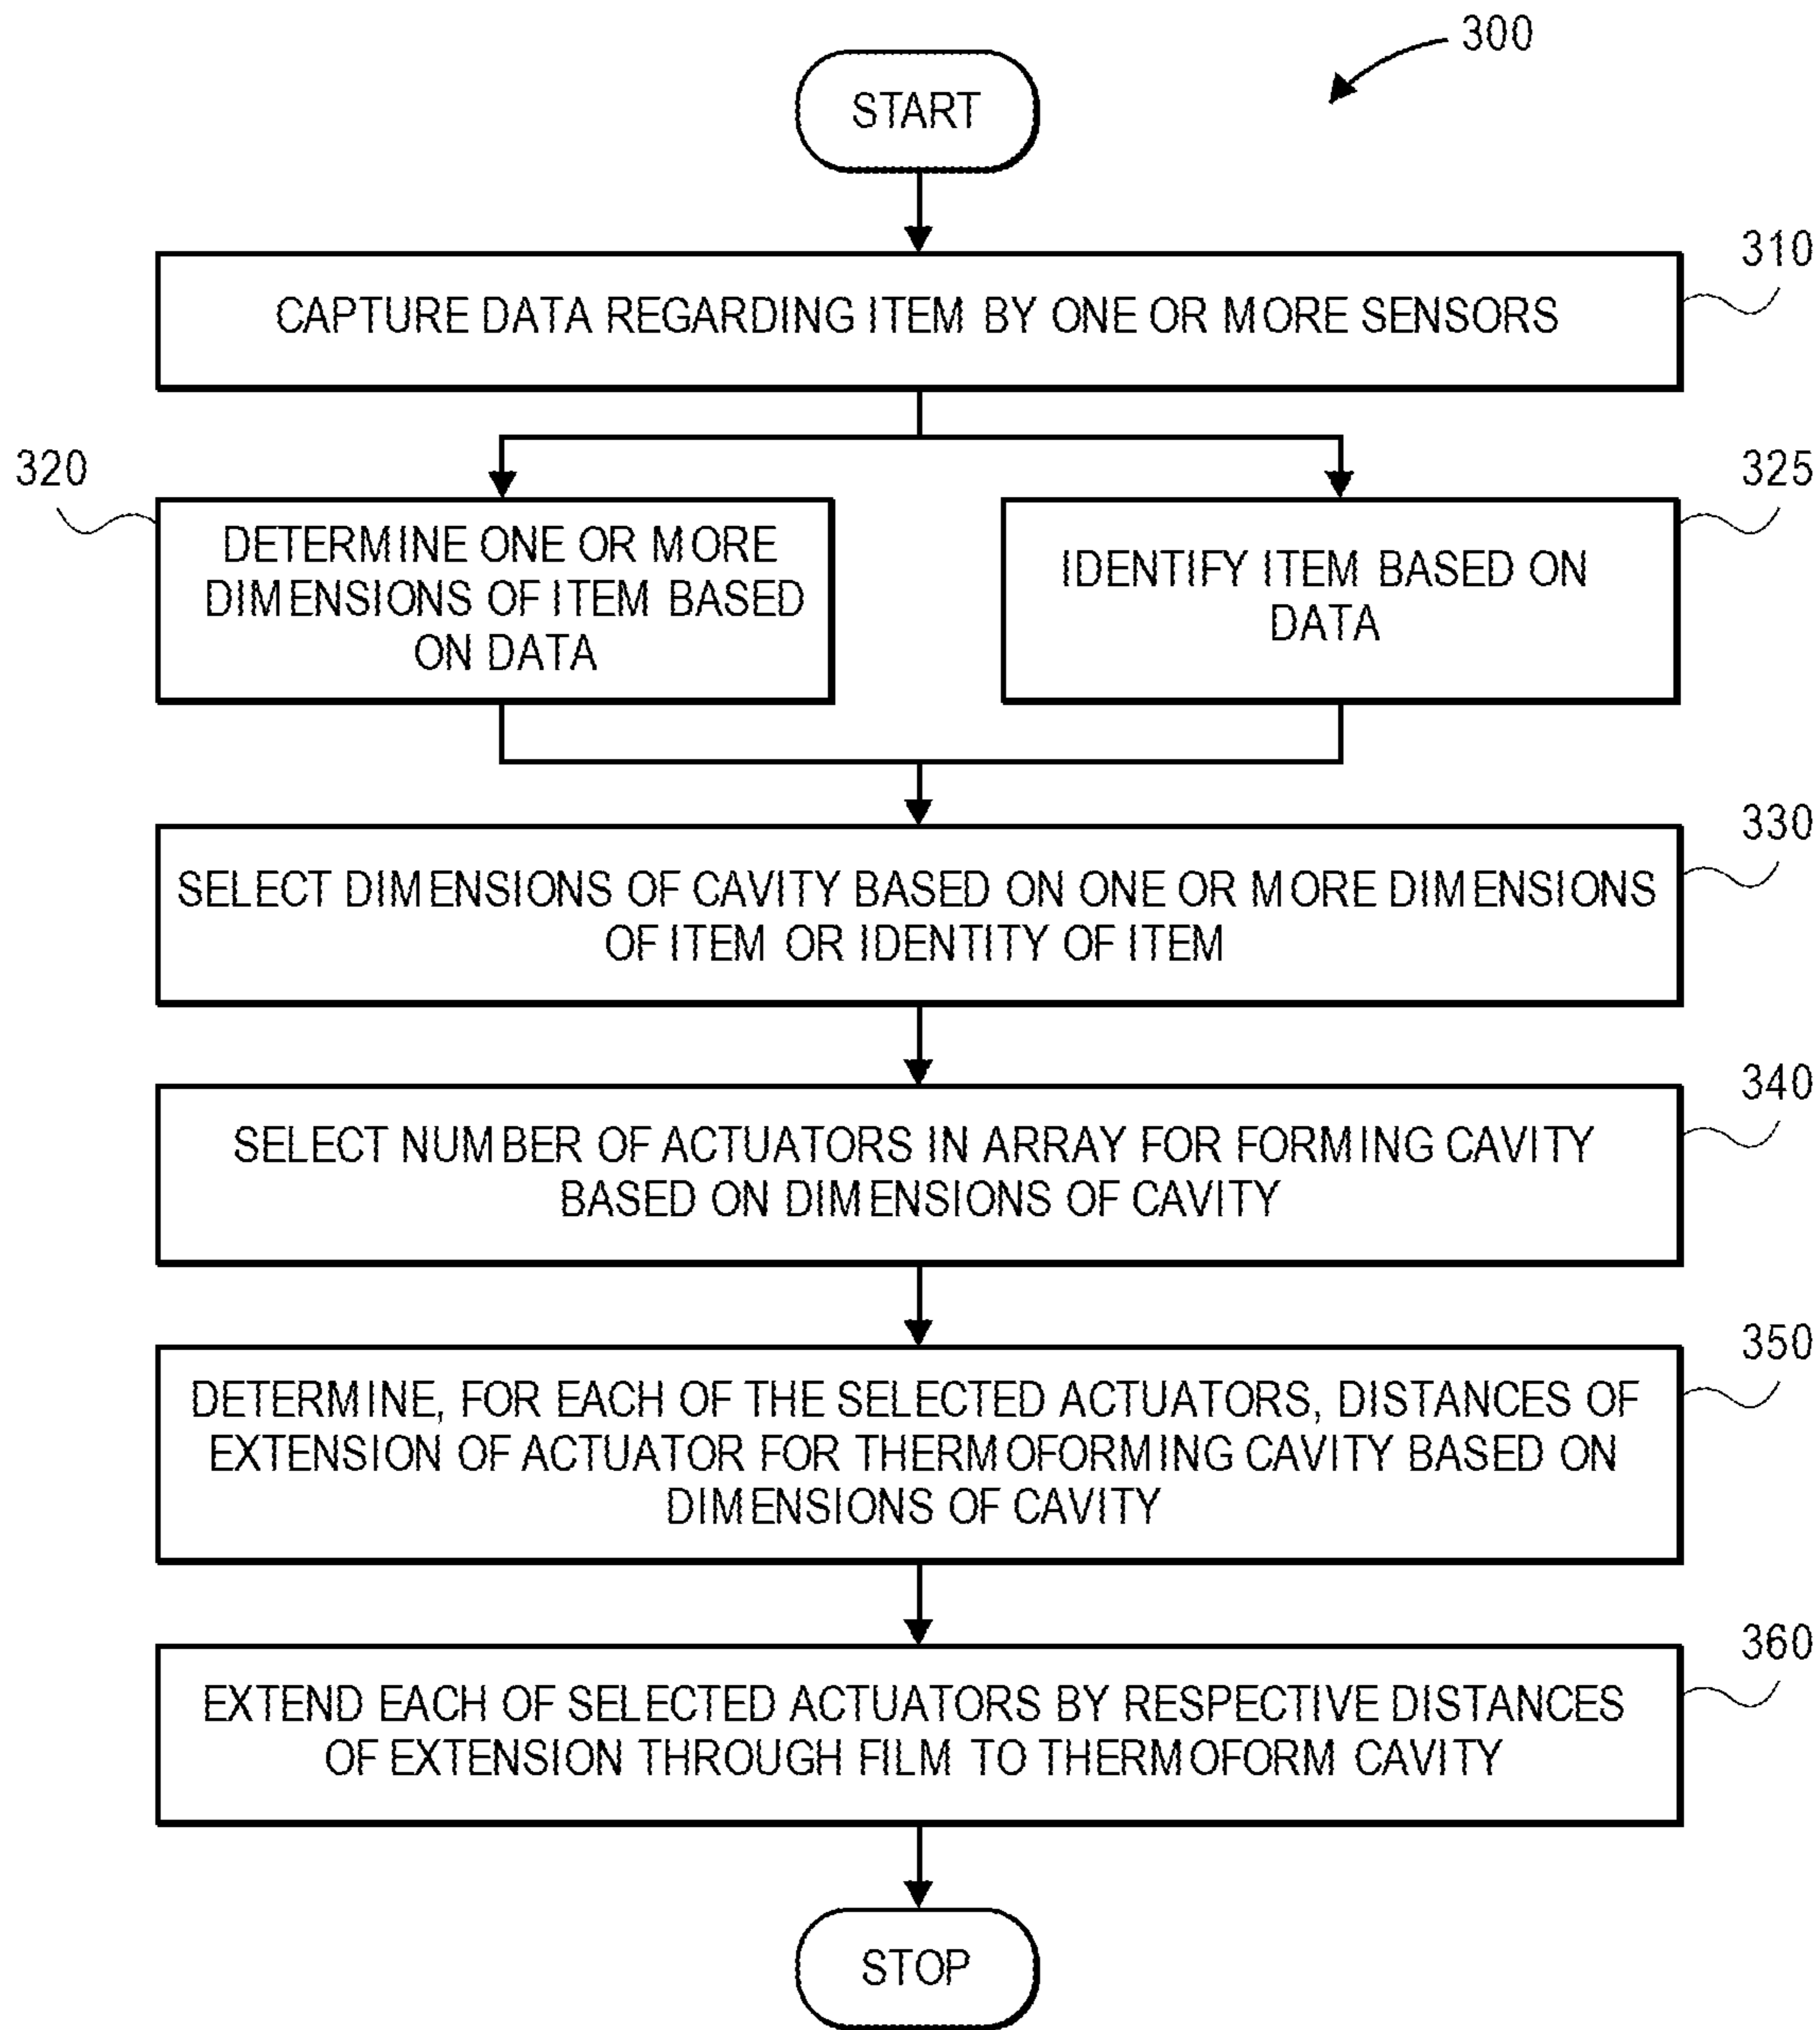 300
START
310
CAPTURE DATA REGARDING ITEM BY ONE OR MORE SENSORS
320
325
DETERMINE ONE OR MORE
DIMENSIONS OF ITEM BASED
ON DATA
IDENTIFY ITEM BASED ON
DATA
330
SELECT DIMENSIONS OF CAVITY BASED ON ONE OR MORE DIMENSIONS
OF ITEM OR IDENTITY OF ITEM
340
SELECT NUMBER OF ACTUATORS IN ARRAY FOR FORMING CAVITY
BASED ON DIMENSIONS OF CAVITY
350
DETERMINE, FOR EACH OF THE SELECTED ACTUATORS, DISTANCES OF
EXTENSION OF ACTUATOR FOR THERMOFORMING CAVITY BASED ON
DIMENSIONS OF CAVITY
360
EXTEND EACH OF SELECTED ACTUATORS BY RESPECTIVE DISTANCES
OF EXTENSION THROUGH FILM TO THERMOFORM CAVITY
STOP